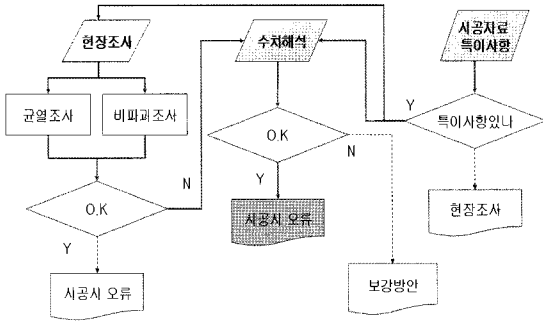 현장조사
수치해석
시공자료
특이사항
균열조사
비파괴조사
O.K
Y
특이사항있나
N
N
Y
O.K
현장조사
시공시 오류
Y
시공시 오류
보강방안